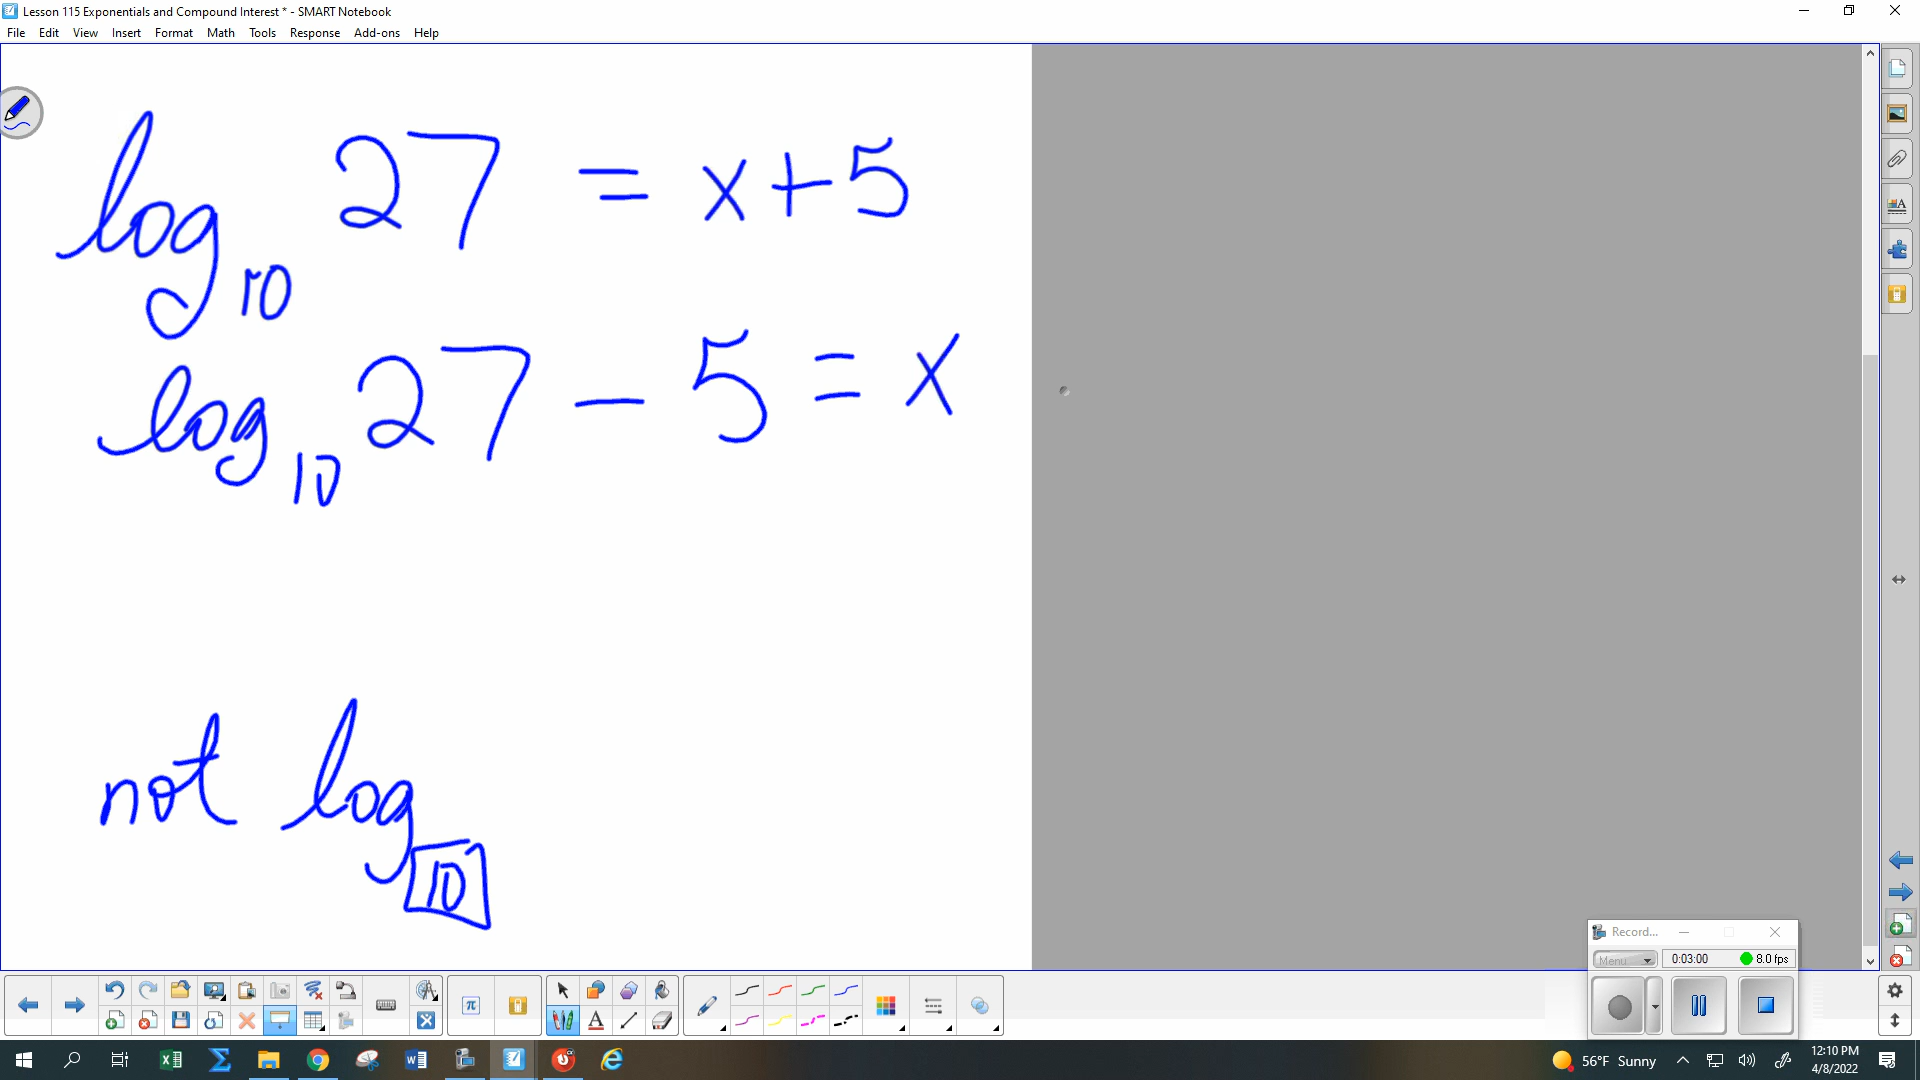 Lesson 115 Exponentials and Compound Interest * - SMART Notebook
File Edit View Insert Format Math Tools Response Add-ons Help
log₁₀ 27 = x+5
log₁₀ 27 - 5 = x
not log₁₀
Record...
Menu 0:03:00 8.0 fps
56°F Sunny
12:10 PM
4/8/2022